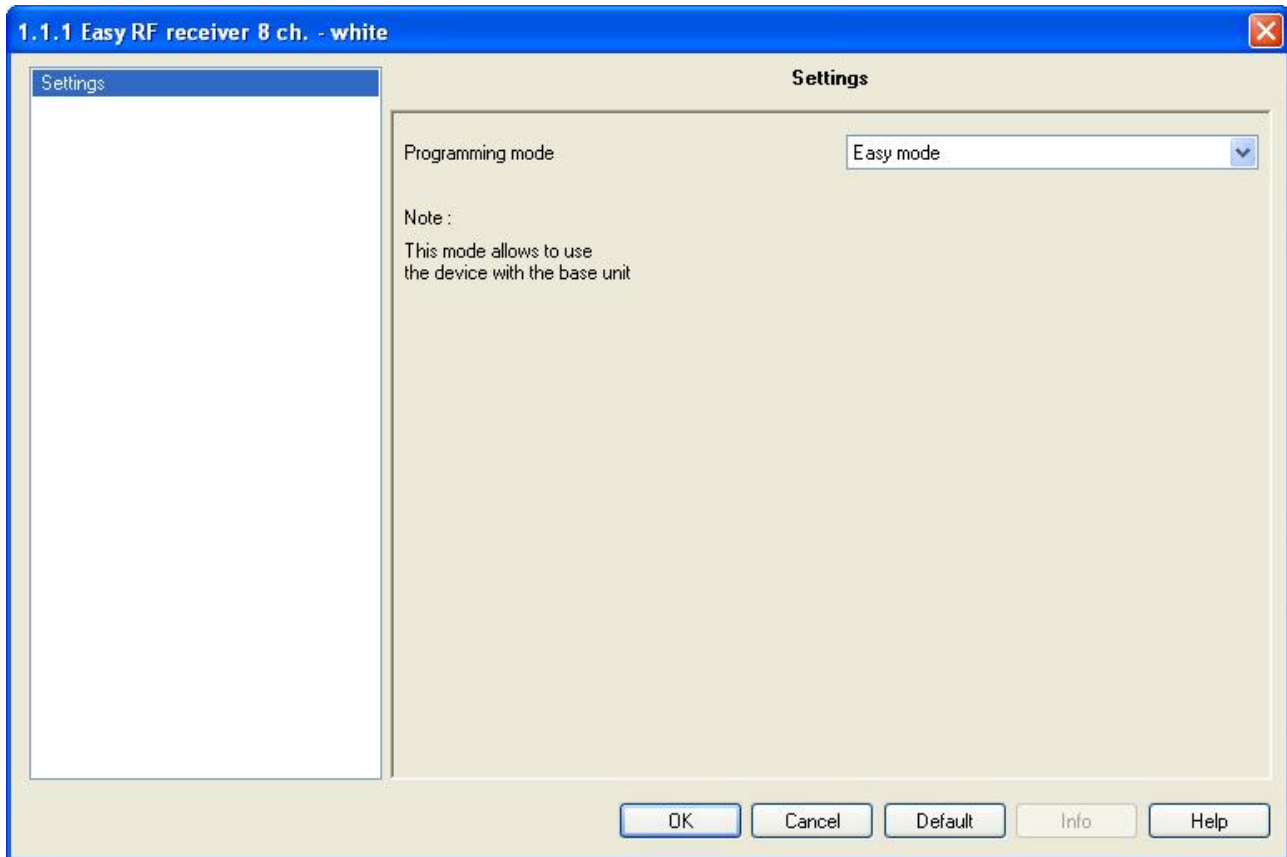 1.1.1 Easy RF receiver 8 ch. - white
Settings
Settings
Programming mode
Easy mode
Note :
This mode allows to use
the device with the base unit
OK
Cancel
Default
Info
Help